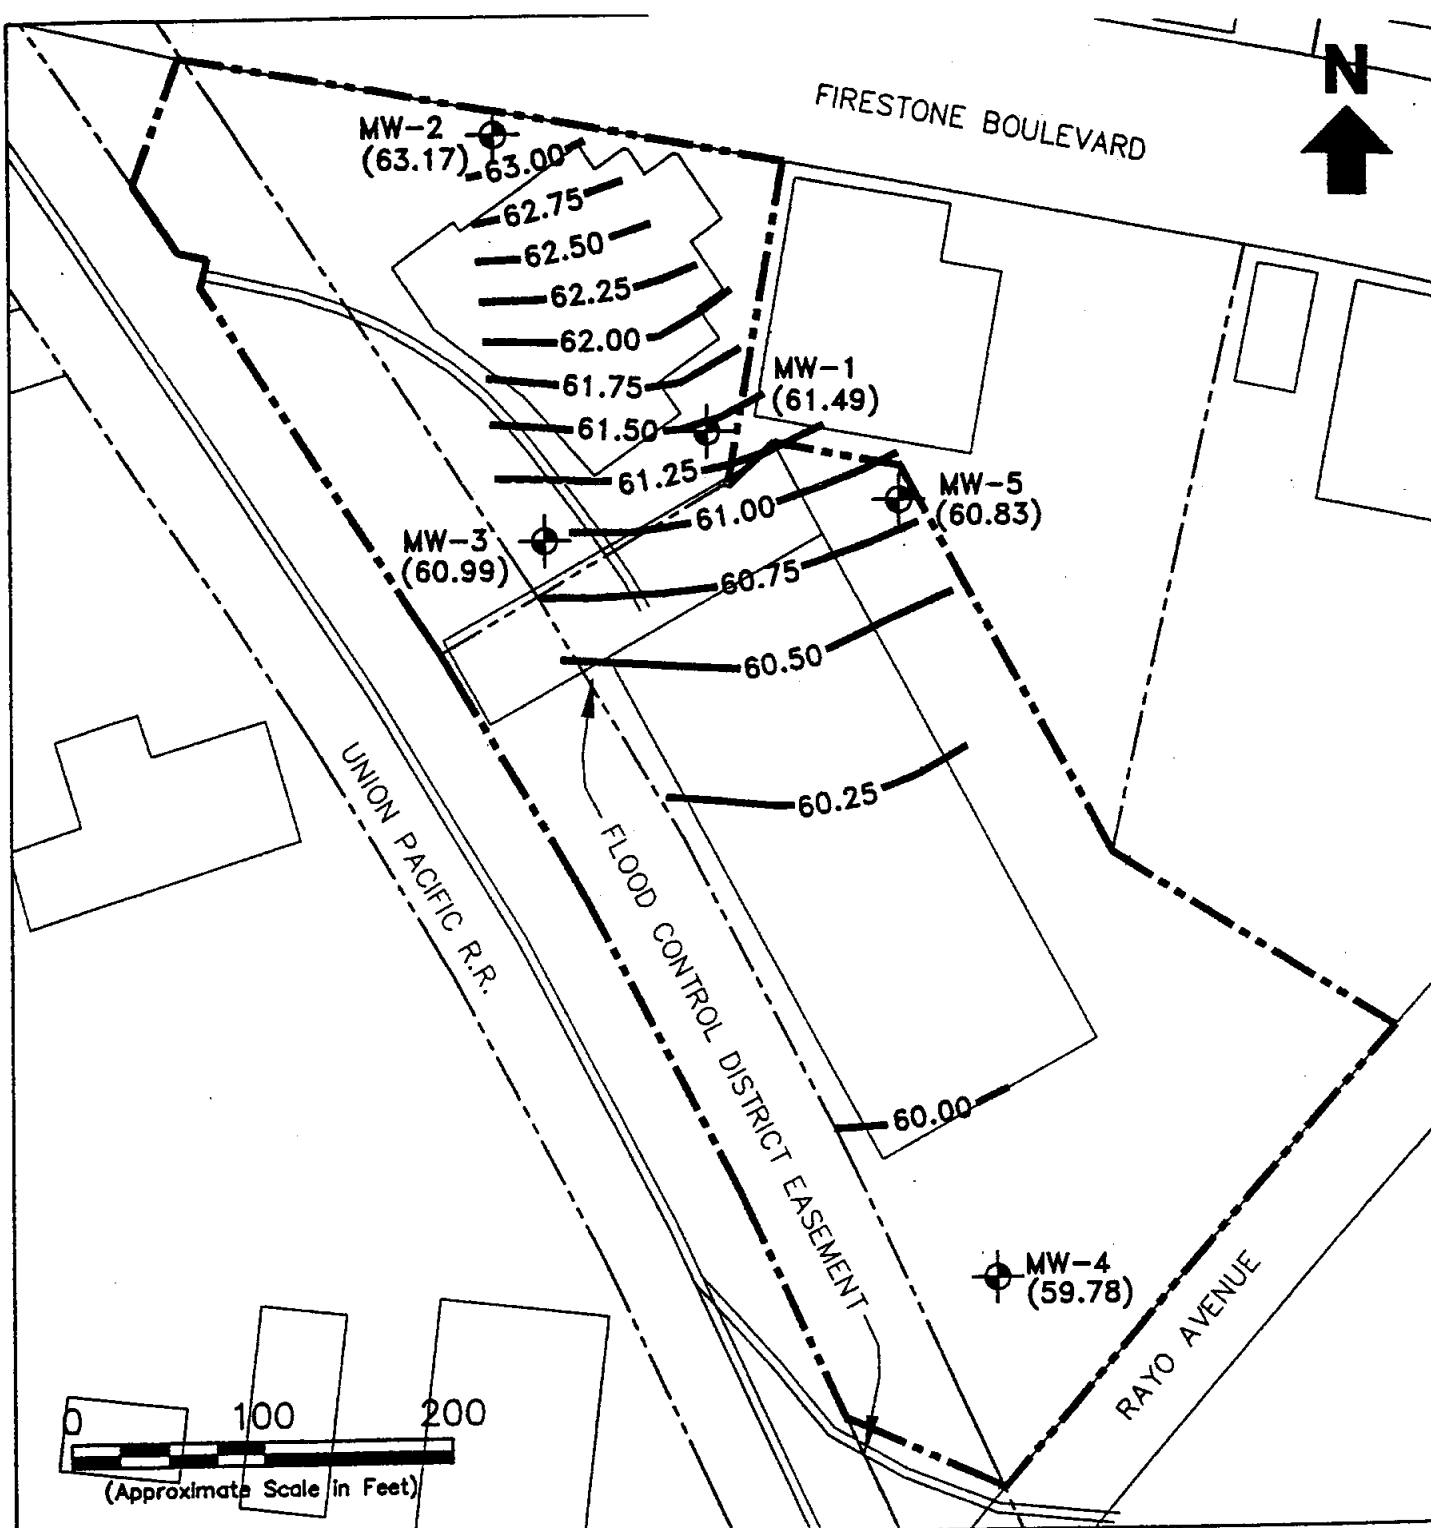 N
FIRESTONE BOULEVARD
MW-2
(63.17)
63.00
62.75
62.50
62.25
62.00
61.75
MW-1
(61.49)
61.50
61.25
61.00
MW-5
(60.83)
MW-3
(60.99)
60.75
60.50
60.25
UNION PACIFIC R.R.
FLOOD CONTROL DISTRICT EASEMENT
60.00
MW-4
(59.78)
RAYO AVENUE
0 100 200
(Approximate Scale in Feet)